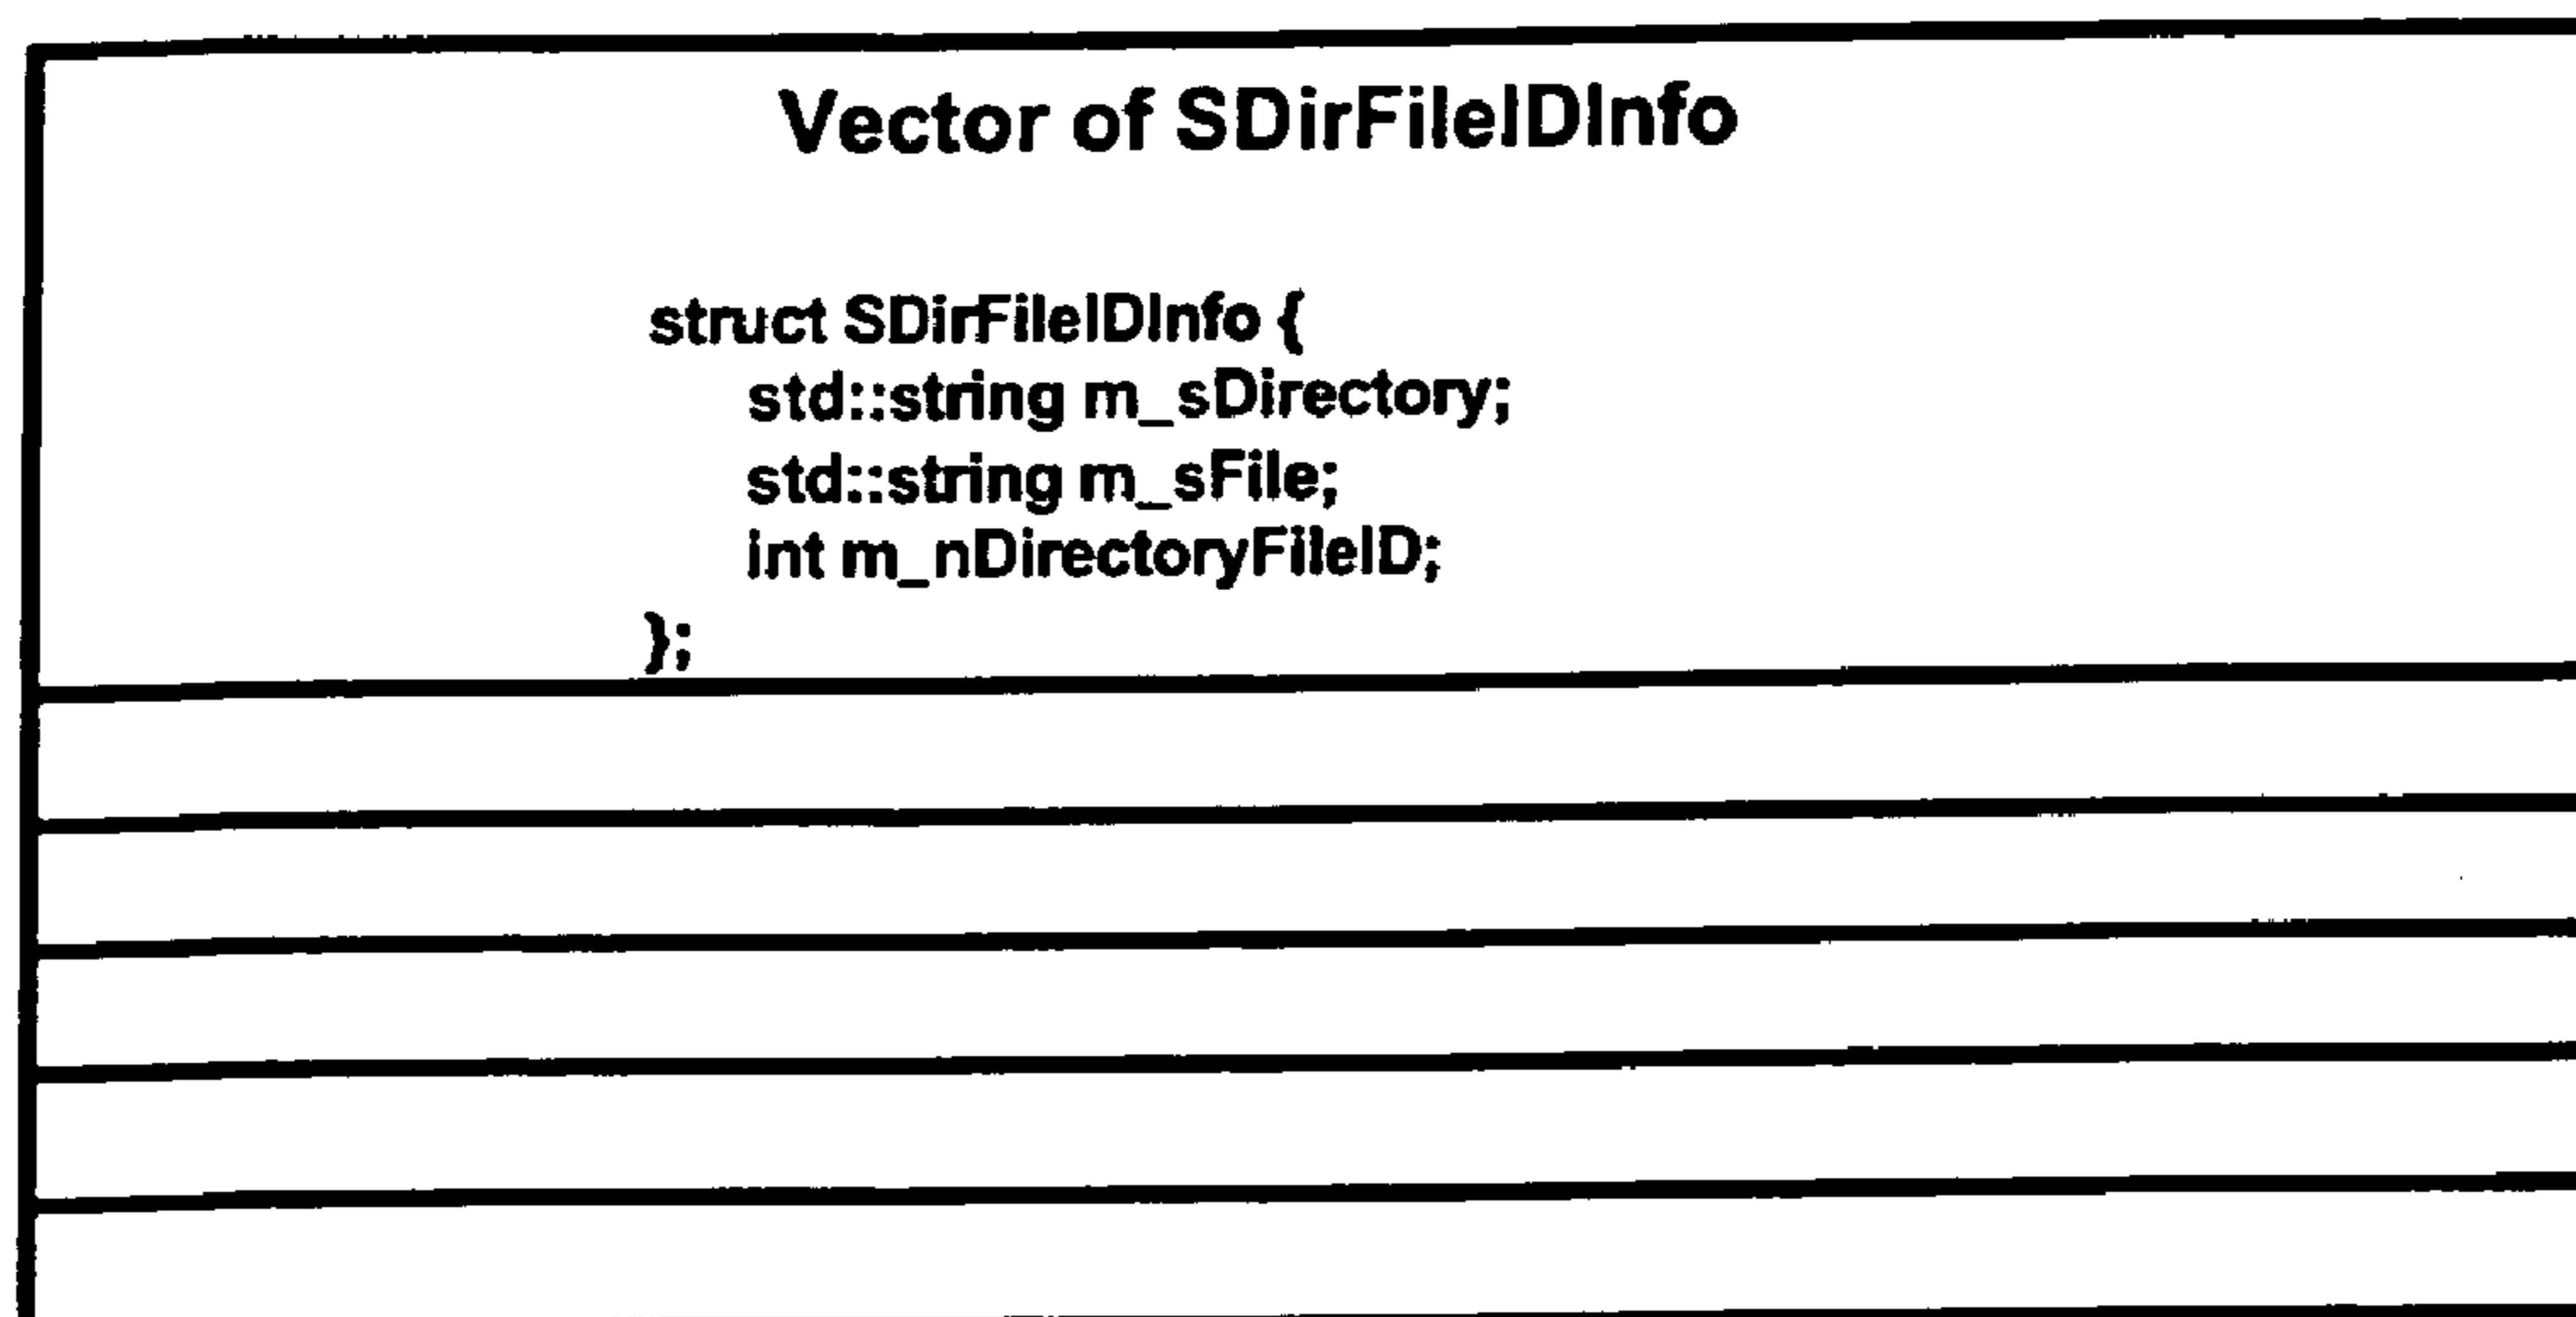 Vector of SDirFileIDInfo
struct SDirFileIDInfo {
std::string m_sDirectory;
std::string m_sFile;
int m_nDirectoryFileID;
};